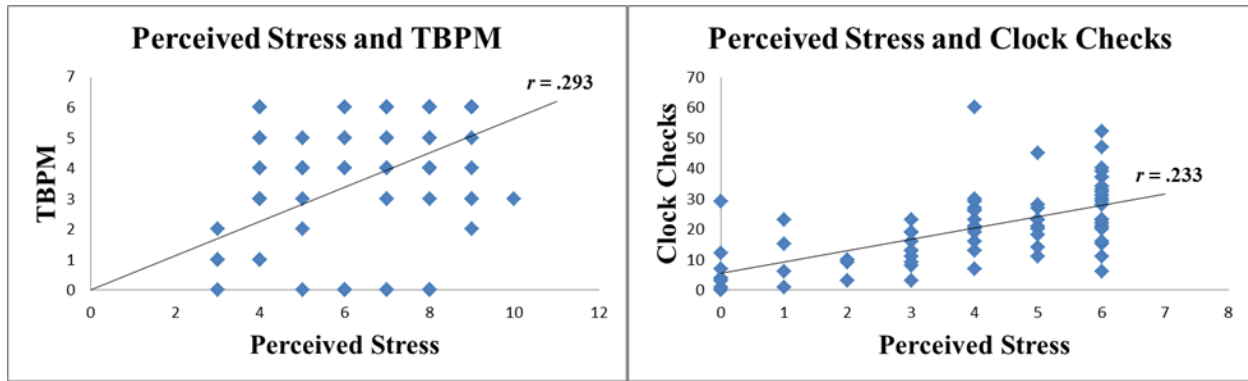 Perceived Stress and TBPM
r = .293
7
6
5
4
3
2
1
0
TBPM
0 2 4 6 8 10 12
Perceived Stress
Perceived Stress and Clock Checks
70
60
50
40
30
20
10
0
r = .233
Clock Checks
0 1 2 3 4 5 6 7 8
Perceived Stress